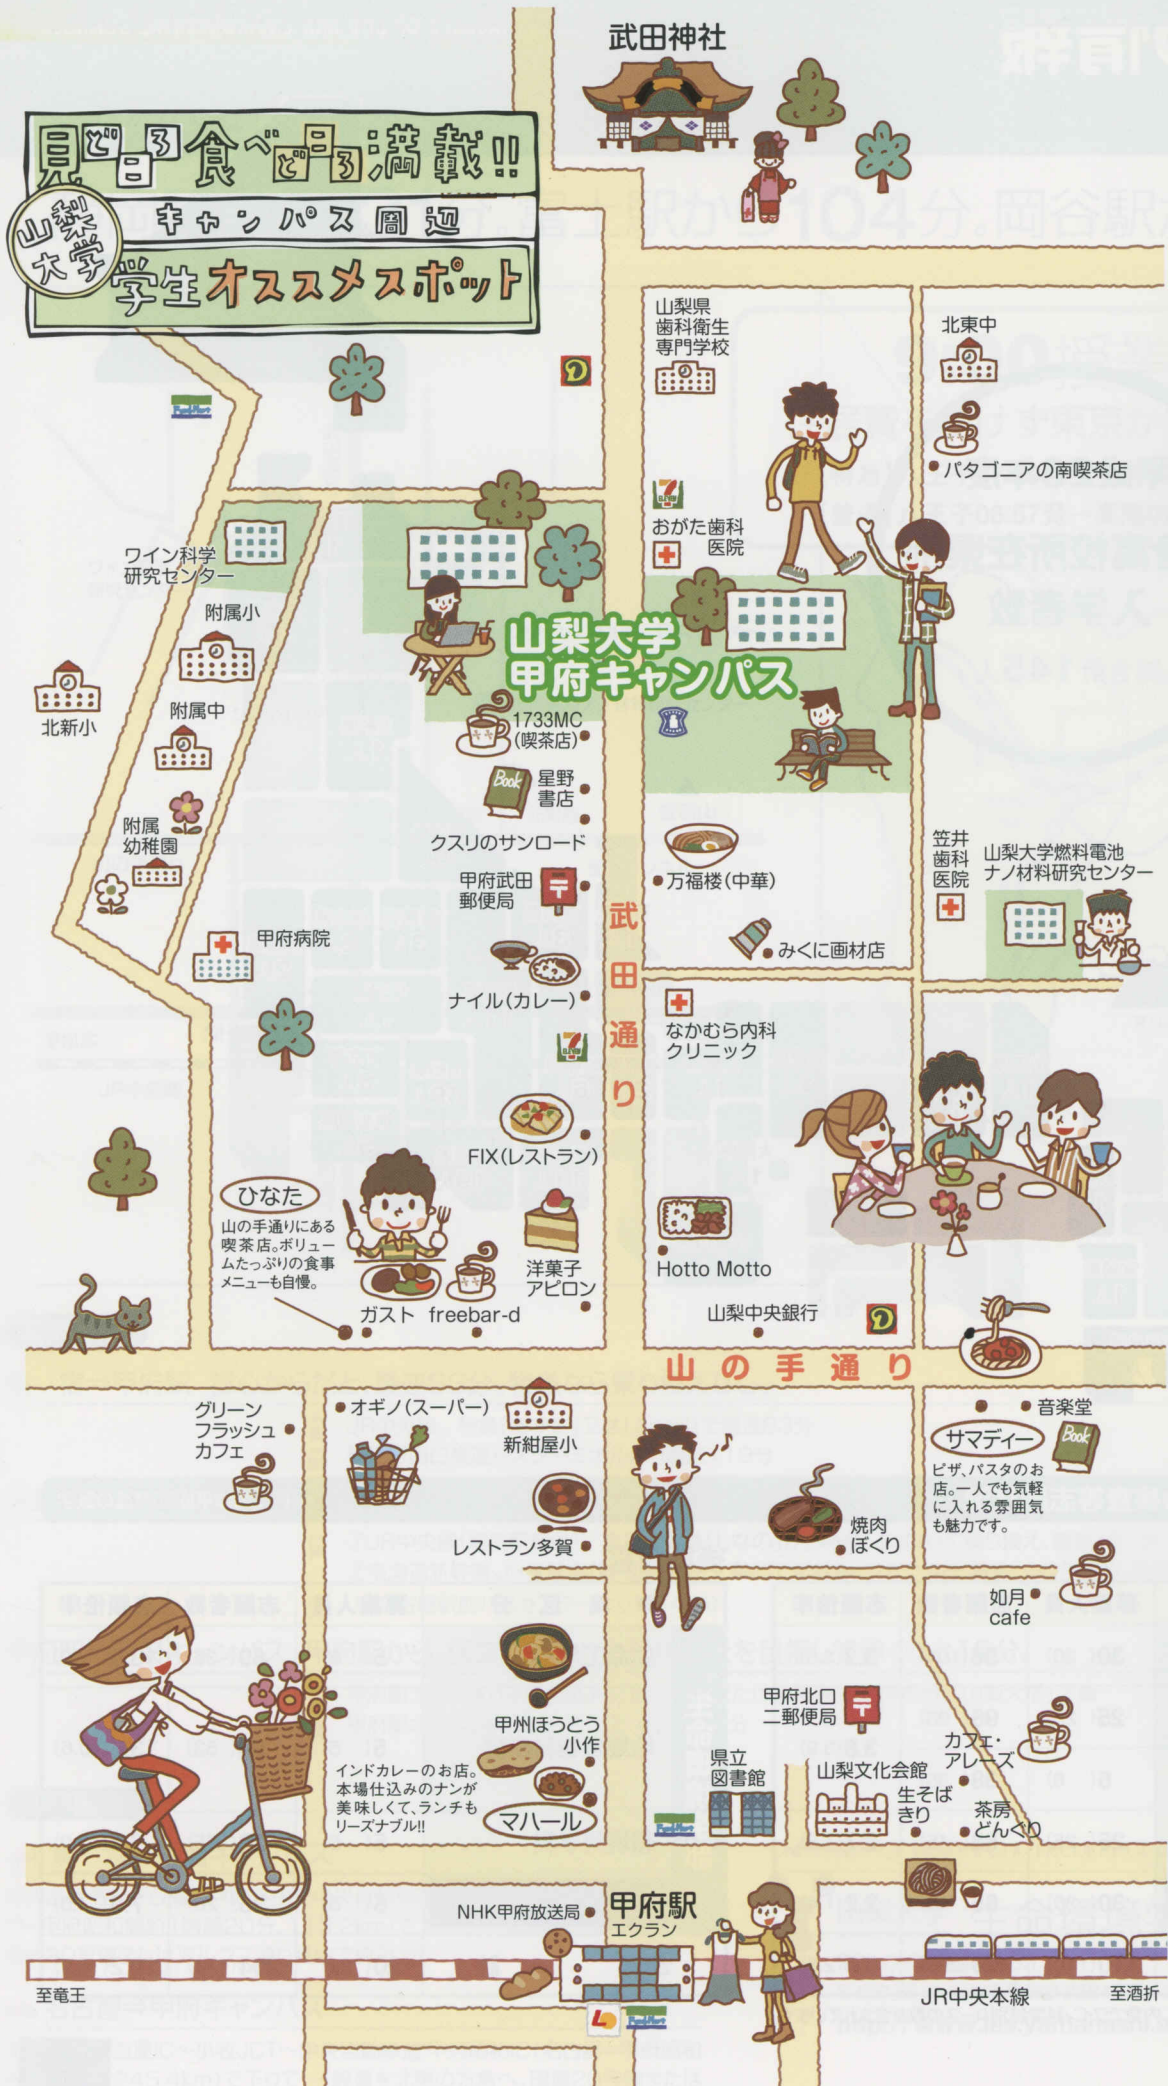 武田神社
見どころ食べどころ満載!!
山梨
大学
キャンパス周辺
学生オススメスポット
山梨県
歯科衛生
専門学校
北東中
パタゴニアの南喫茶店
おがた歯科
医院
ワイン科学
研究センター
附属小
北新小
附属中
附属
幼稚園
甲府病院
山梨大学
甲府キャンパス
1733MC
(喫茶店)
Book
星野
書店
クスリのサンロード
甲府武田
郵便局
ナイル(カレー)
ELEVEN
FIX(レストラン)
武田通り
万福楼(中華)
みくに画材店
笠井
歯科
医院
山梨大学燃料電池
ナノ材料研究センター
なかむら内科
クリニック
ひなた
山の手通りにある
喫茶店。ボリュー
ムたっぷりの食事
メニューも自慢。
ガスト
freebar-d
洋菓子
アピロン
Hotto Motto
山梨中央銀行
山の手通り
グリーン
フラッシュ
カフェ
オギノ(スーパー)
新紺屋小
レストラン多賀
焼肉
ぼくり
音楽堂
Book
サマディー
ピザ、パスタのお
店。一人でも気軽
に入れる雰囲気
も魅力です。
如月
cafe
甲州ほうとう
小作
インドカレーのお店。
本場仕込みのナンが
美味しくて、ランチも
リーズナブル!!
マハール
甲府北口
二郵便局
県立
図書館
山梨文化会館
カフェ・
アレーズ
生そば
きり
茶房
どんぐり
NHK甲府放送局
甲府駅
エクラン
至竜王
JR中央本線
至酒折